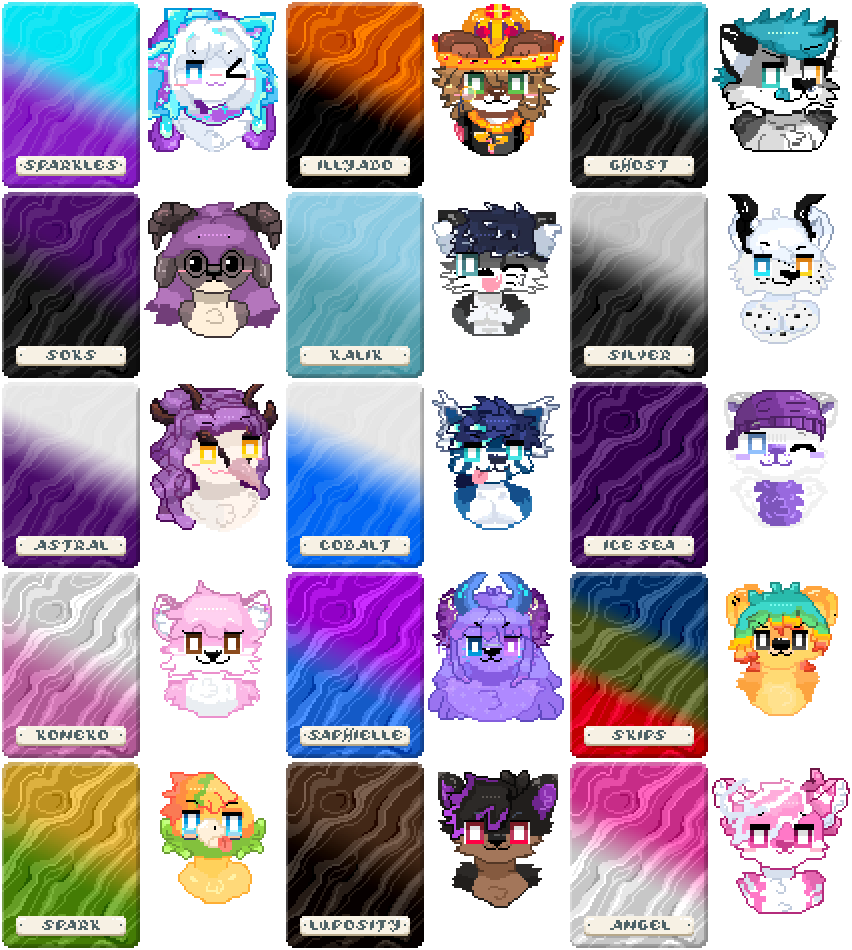 SPARKLES
ILLYADO
GHOST
SOKS
KALIK
SILVER
ASTRAL
COBALT
ICE SEA
KONEKO
SAPHIELLE
SKIPS
SPARK
LUPOSITY
ANGEL